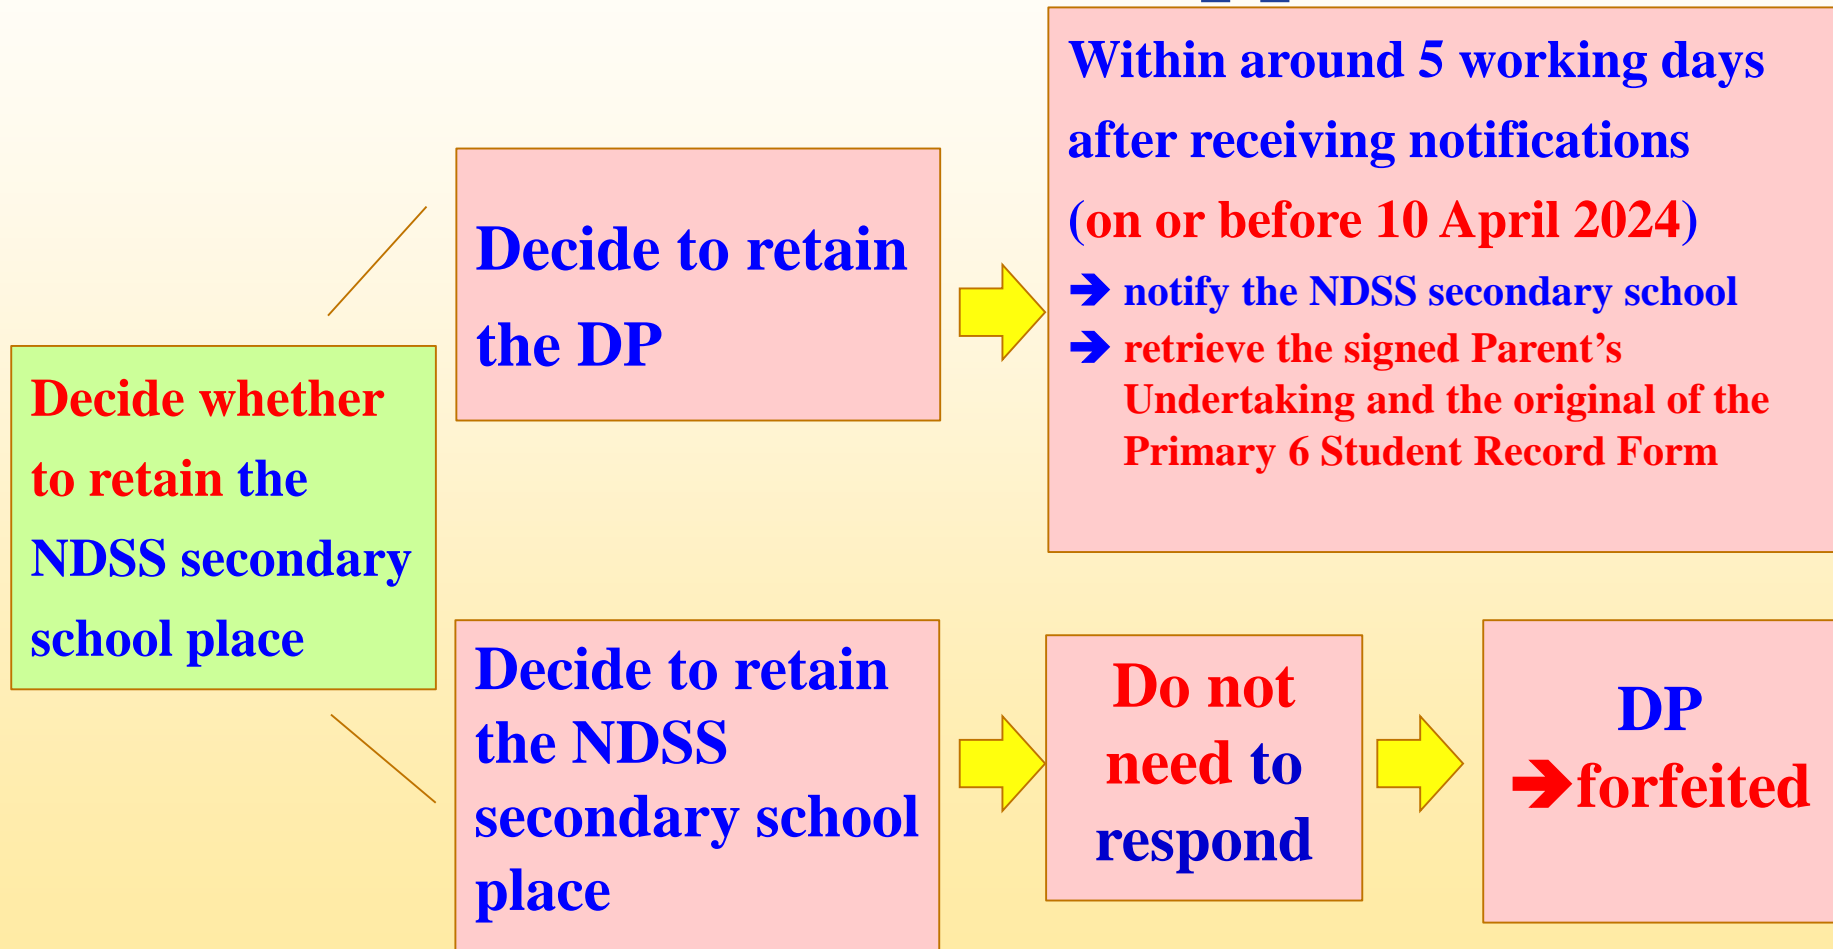 Decide whether
to retain the
NDSS secondary
school place
Decide to retain
the DP
Within around 5 working days
after receiving notifications
(on or before 10 April 2024)
➔ notify the NDSS secondary school
➔ retrieve the signed Parent’s
Undertaking and the original of the
Primary 6 Student Record Form
Decide to retain
the NDSS
secondary school
place
Do not
need to
respond
DP
➔forfeited